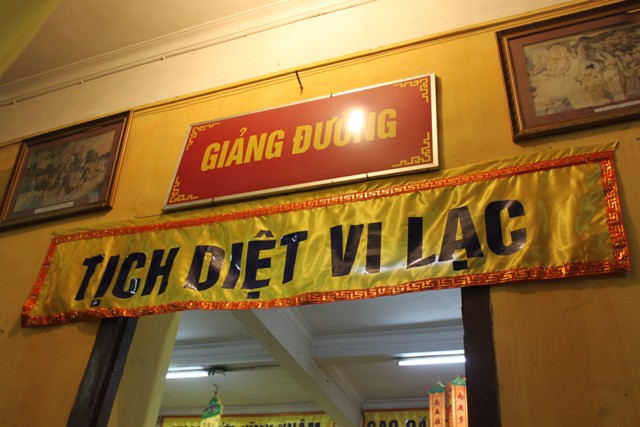 GIẢNG ĐƯỜNG
TỊCH DIỆT VI LẠC